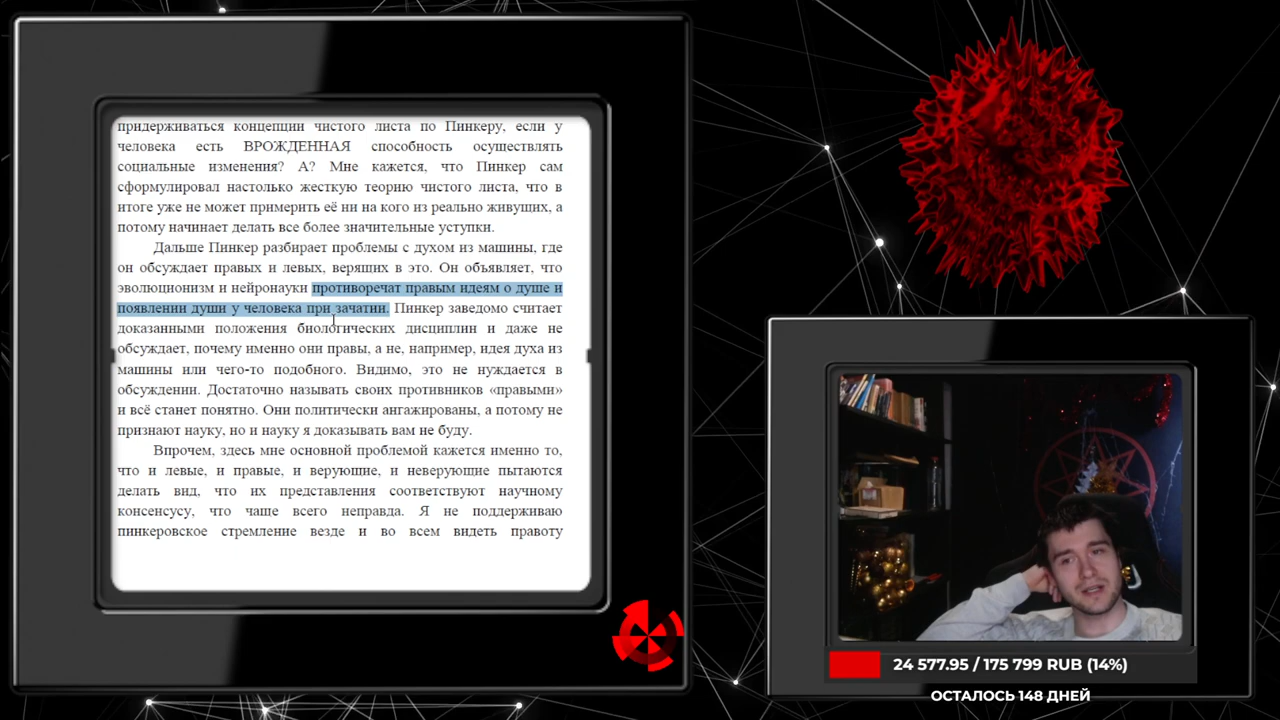 придерживаться концепции чистого листа по Пинкеру, если у
человека есть ВРОЖДЕННАЯ способность осуществлять
социальные изменения? А? Мне кажется, что Пинкер сам
сформулировал настолько жесткую теорию чистого листа, что в
итоге уже не может примерить её ни на кого из реально живущих, а
потому начинает делать все более значительные уступки.
Дальше Пинкер разбирает проблемы с духом из машины, где
он обсуждает правых и левых, верящих в это. Он объявляет, что
эволюционизм и нейронауки противоречат правым идеям о душе и
появлении души у человека при зачатии. Пинкер заведомо считает
доказанными положения биологических дисциплин и даже не
обсуждает, почему именно они правы, а не, например, идея духа из
машины или чего-то подобного. Видимо, это не нуждается в
обсуждении. Достаточно называть своих противников «правыми»
и всё станет понятно. Они политически ангажированы, а потому не
признают науку, но и науку я доказывать вам не буду.
Впрочем, здесь мне основной проблемой кажется именно то,
что и левые, и правые, и верующие, и неверующие пытаются
делать вид, что их представления соответствуют научному
консенсусу, что чаще всего неправда. Я не поддерживаю
пинкеровское стремление везде и во всем видеть правоту
24 577.95 / 175 799 RUB (14%)
ОСТАЛОСЬ 148 ДНЕЙ